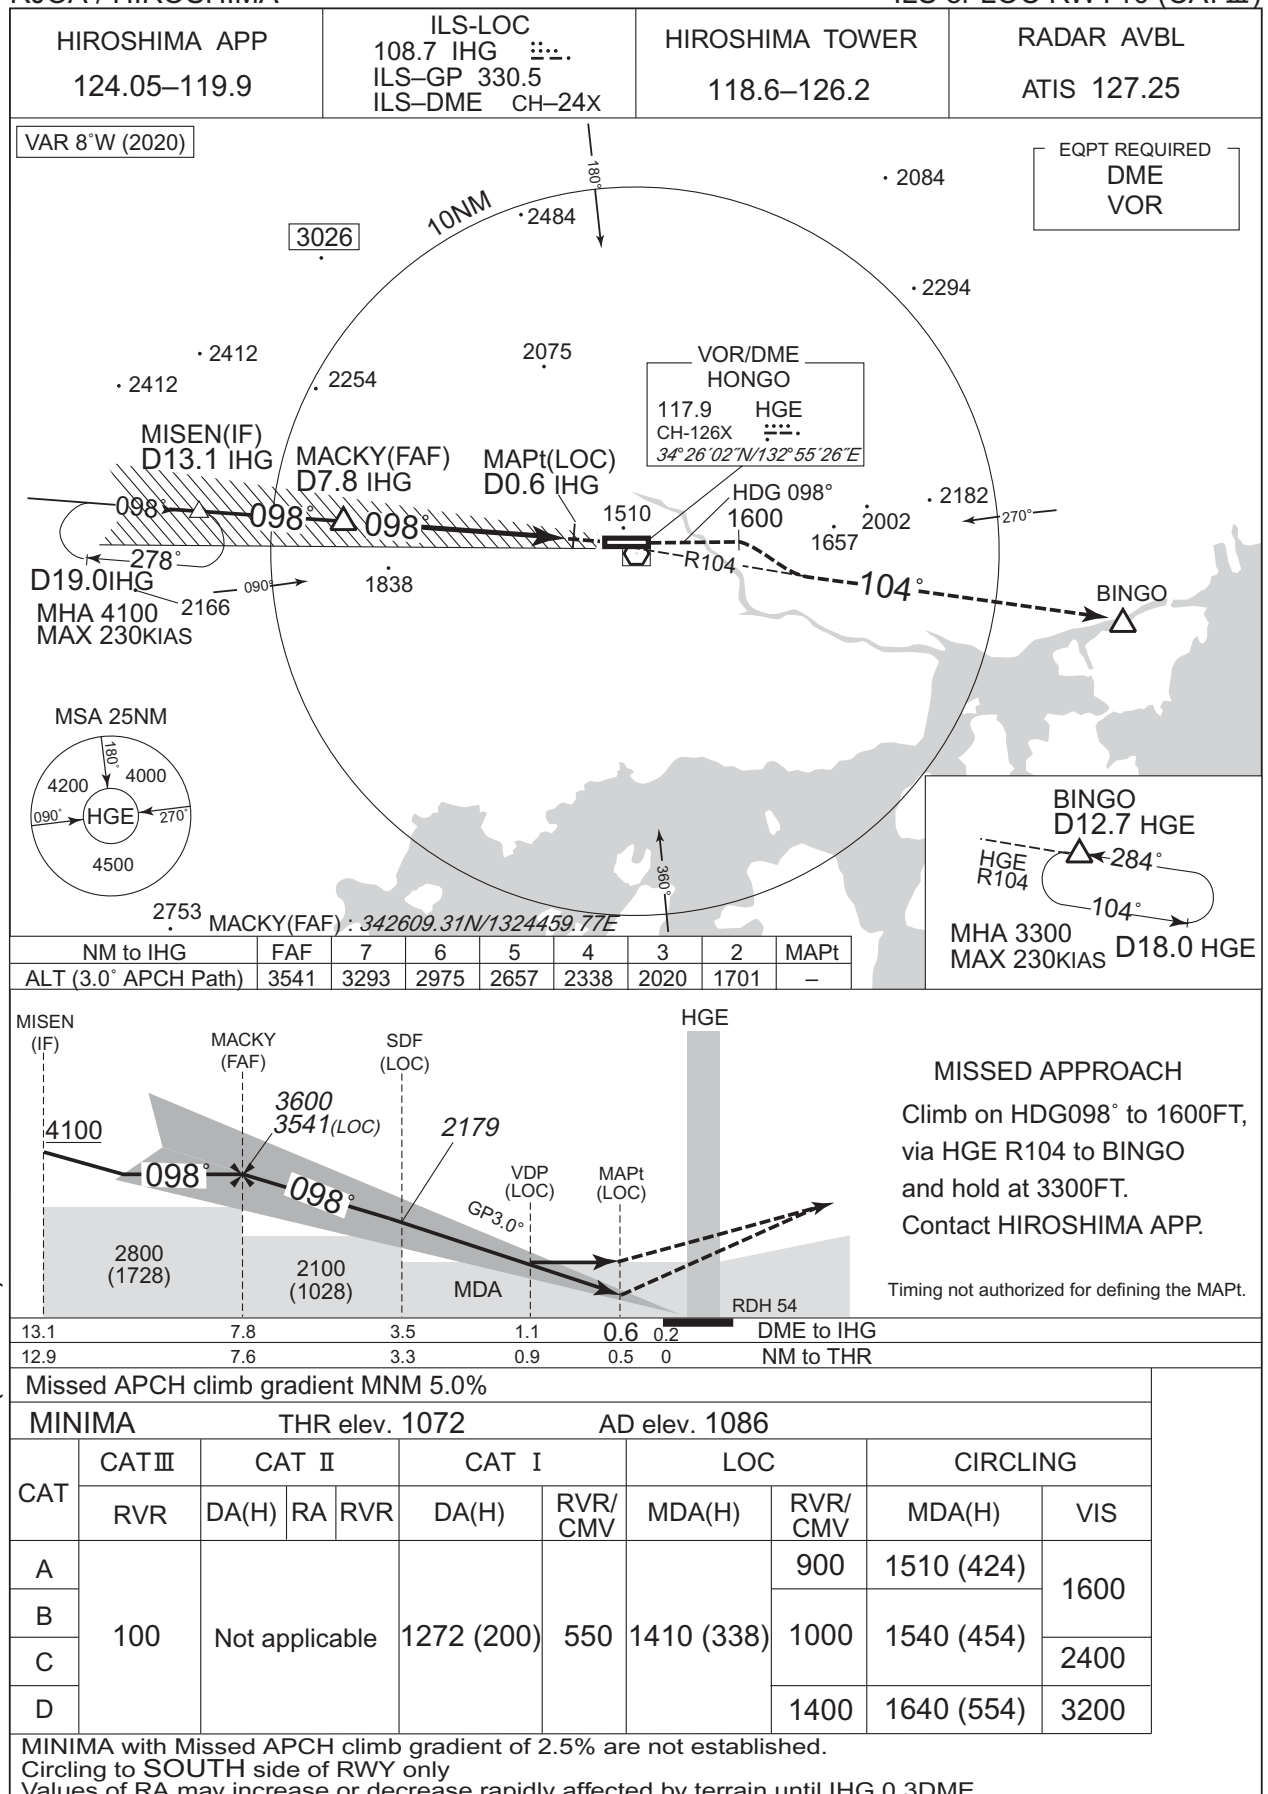 HIROSHIMA APP
124.05–119.9
ILS-LOC
108.7 IHG
ILS–GP 330.5
ILS–DME CH–24X
HIROSHIMA TOWER
118.6–126.2
RADAR AVBL
ATIS 127.25
VAR 8°W (2020)
EQPT REQUIRED
DME
VOR
180°
10NM
2484
2084
3026
2294
2412
2412
2254
2075
VOR/DME
HONGO
117.9 HGE
CH-126X
34°26´02˝N/132°55´26˝E
MISEN(IF)
D13.1 IHG
MACKY(FAF)
D7.8 IHG
MAPt(LOC)
D0.6 IHG
HDG 098°
1600
098°
098°
098°
1510
2182
2002
1657
270°
278°
D19.0IHG
MHA 4100
MAX 230KIAS
2166
090°
1838
R104
104°
BINGO
MSA 25NM
180°
4200
4000
090°
HGE
270°
4500
360°
BINGO
D12.7 HGE
HGE
R104
284°
104°
MHA 3300
MAX 230KIAS
D18.0 HGE
2753
MACKY(FAF) : 342609.31N/1324459.77E
NM to IHG FAF 7 6 5 4 3 2 MAPt
ALT (3.0° APCH Path) 3541 3293 2975 2657 2338 2020 1701 –
MISEN
(IF)
MACKY
(FAF)
SDF
(LOC)
HGE
4100
3600
3541(LOC)
2179
098°
098°
GP3.0°
VDP
(LOC)
MAPt
(LOC)
2800
(1728)
2100
(1028)
MDA
RDH 54
MISSED APPROACH
Climb on HDG098° to 1600FT,
via HGE R104 to BINGO
and hold at 3300FT.
Contact HIROSHIMA APP.
Timing not authorized for defining the MAPt.
13.1 7.8 3.5 1.1 0.6 0.2 DME to IHG
12.9 7.6 3.3 0.9 0.5 0 NM to THR
Missed APCH climb gradient MNM 5.0%
MINIMA THR elev. 1072 AD elev. 1086
CAT CATⅢ CAT Ⅱ CAT Ⅰ LOC CIRCLING
RVR DA(H) RA RVR DA(H) RVR/CMV MDA(H) RVR/CMV MDA(H) VIS
A 900 1510 (424) 1600
B 100 Not applicable 1272 (200) 550 1410 (338) 1000 1540 (454)
C 2400
D 1400 1640 (554) 3200
MINIMA with Missed APCH climb gradient of 2.5% are not established.
Circling to SOUTH side of RWY only
Values of RA may increase or decrease rapidly affected by terrain until IHG 0.3DME